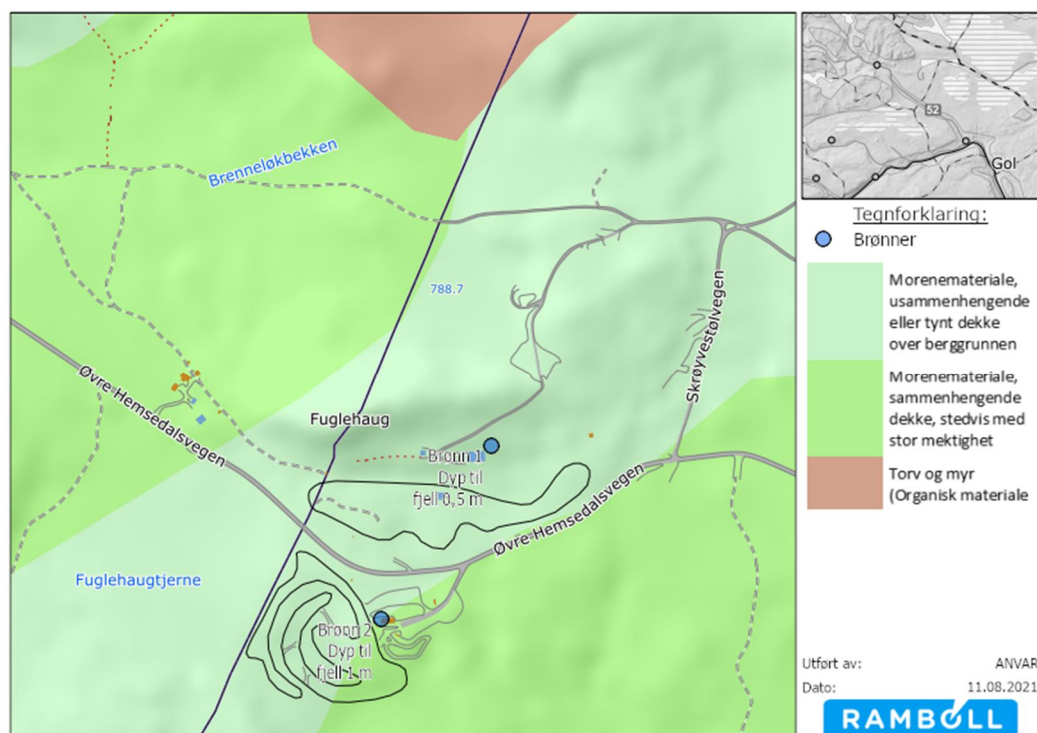 Brenneløkbekken
788.7
Øvre Hemsedalsvegen
Fuglehaug
Skrøyvestølvegen
Brønn 1
Dyp til
fjell 0,5 m
Øvre Hemsedalsvegen
Fuglehaugtjerne
Brønn 2
Dyp til
fjell 1 m
52
Gol
Tegnforklaring:
Brønner
Morenemateriale,
usammenhengende
eller tynt dekke
over berggrunnen
Morenemateriale,
sammenhengende
dekke, stedvis med
stor mektighet
Torv og myr
(Organisk materiale
Utført av: ANVAR
Dato: 11.08.2021
RAMBOLL